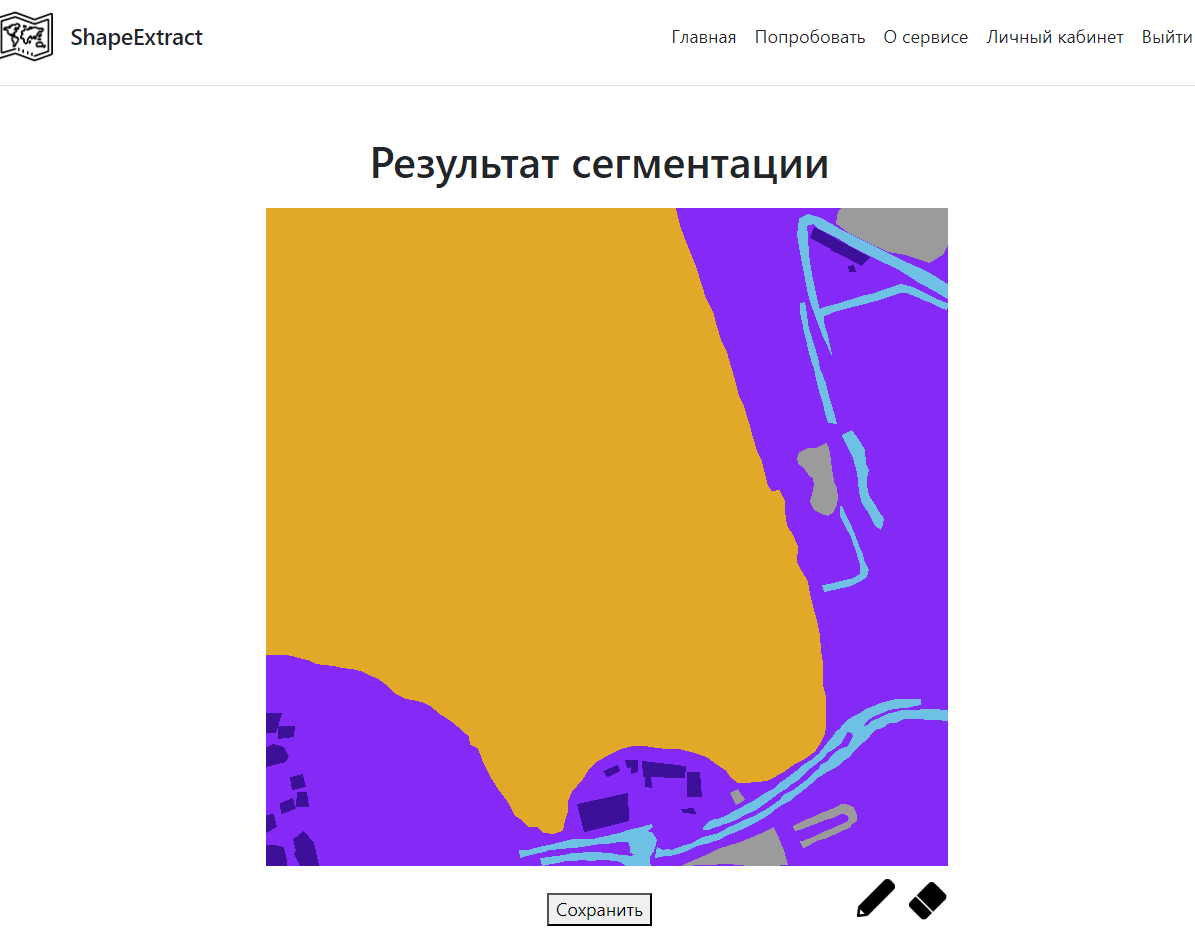 ShapeExtract
Главная Попробовать О сервисе Личный кабинет Выйти
Результат сегментации
Сохранить